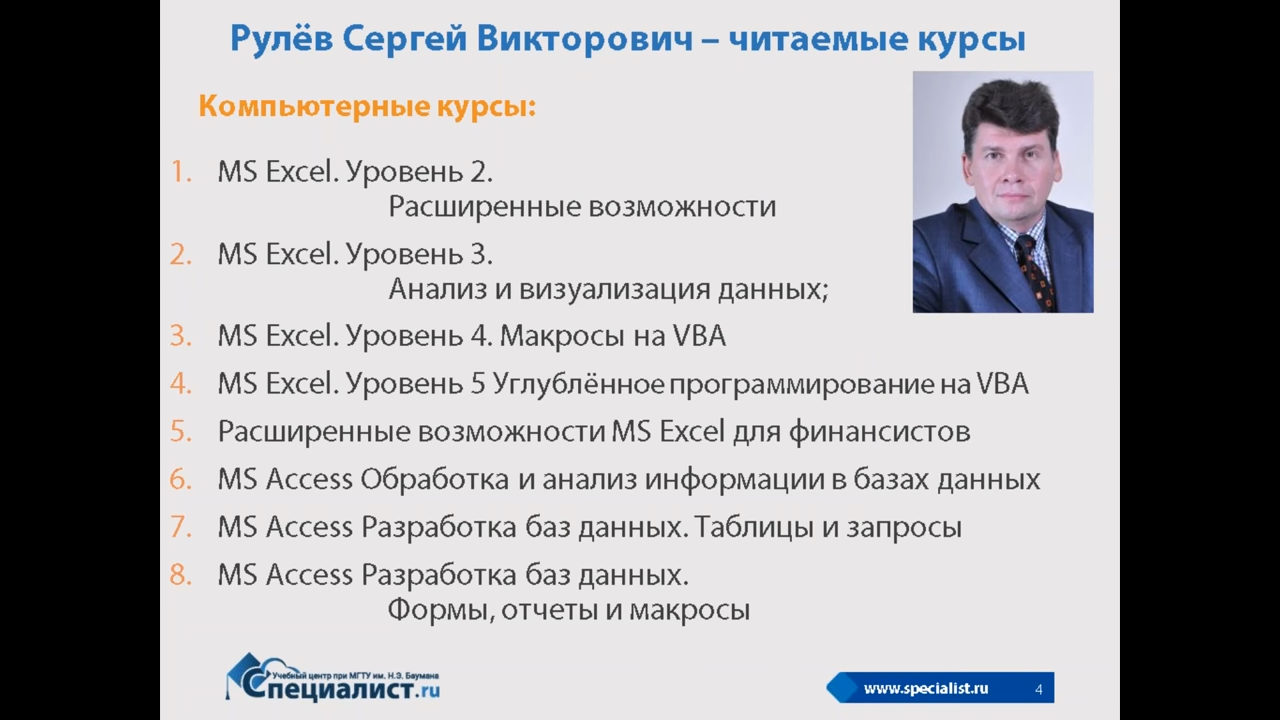 Рулёв Сергей Викторович – читаемые курсы
Компьютерные курсы:
1. MS Excel. Уровень 2.
Расширенные возможности
2. MS Excel. Уровень 3.
Анализ и визуализация данных;
3. MS Excel. Уровень 4. Макросы на VBA
4. MS Excel. Уровень 5 Углублённое программирование на VBA
5. Расширенные возможности MS Excel для финансистов
6. MS Access Обработка и анализ информации в базах данных
7. MS Access Разработка баз данных. Таблицы и запросы
8. MS Access Разработка баз данных.
Формы, отчеты и макросы
Учебный центр при МГТУ им. Н.Э. Баумана
Специалист.ru
www.specialist.ru 4